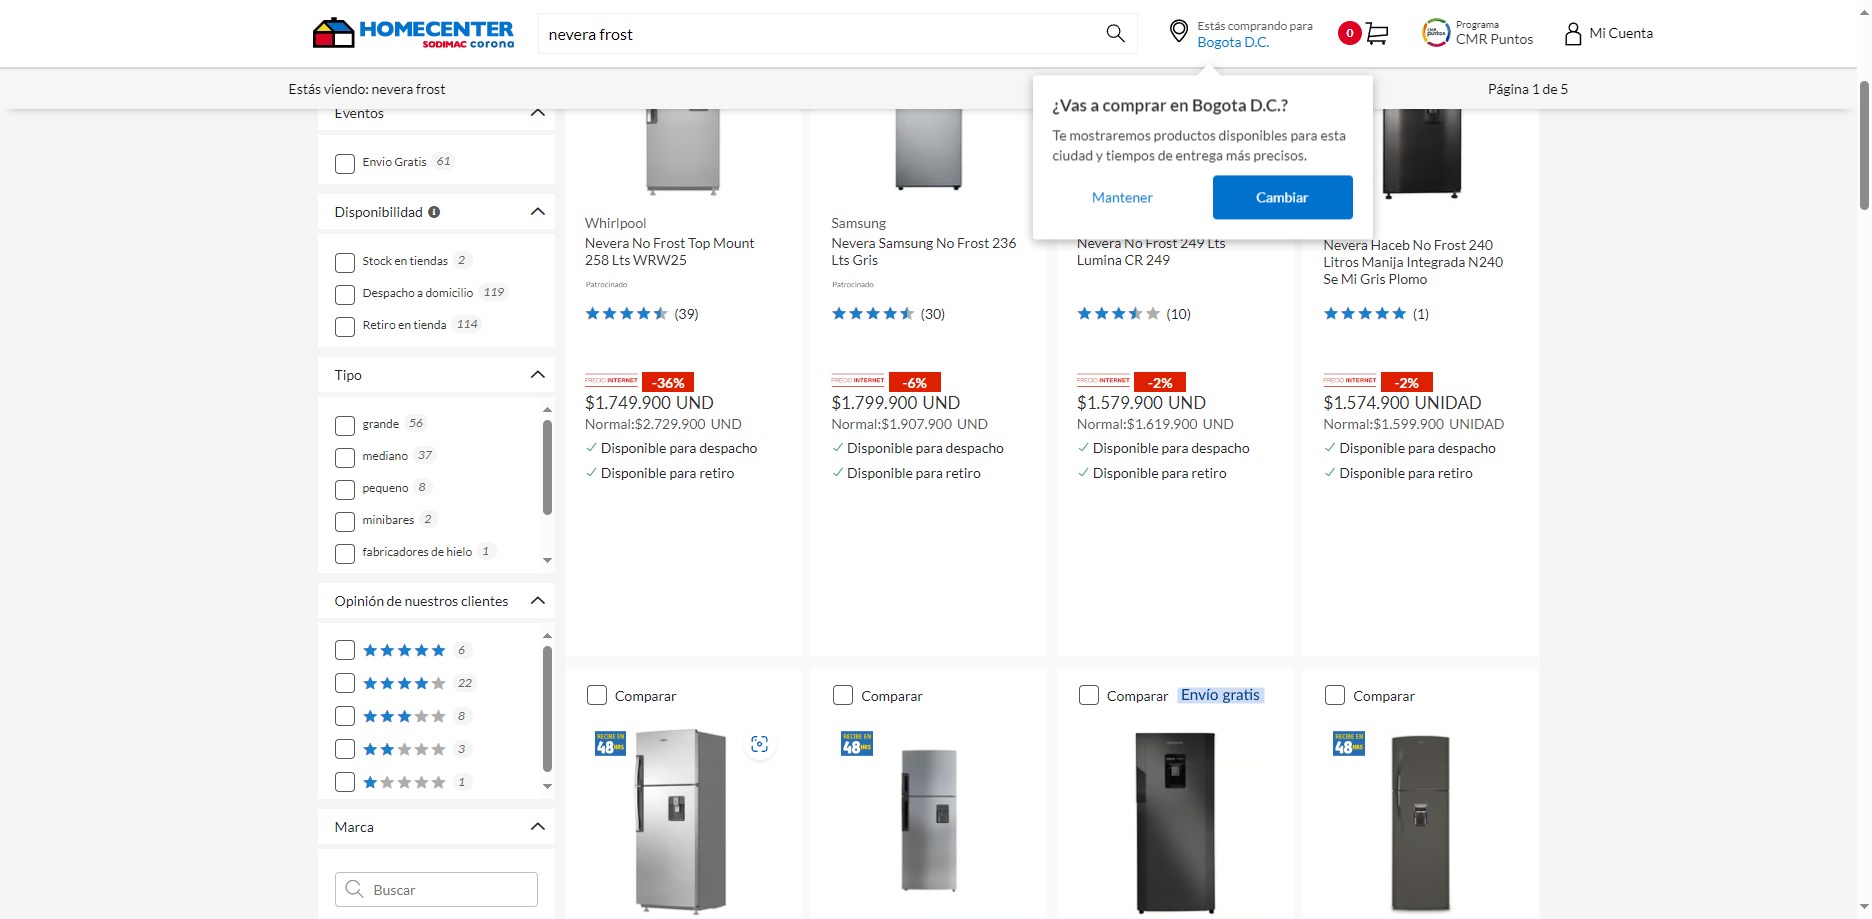 HOMECENTER
SODIMAC corona
nevera frost
Estás comprando para
Bogota D.C.
0
Programa
CMR Puntos
Mi Cuenta
Estás viendo: nevera frost
Página 1 de 5
¿Vas a comprar en Bogota D.C.?
Te mostraremos productos disponibles para esta
ciudad y tiempos de entrega más precisos.
Mantener
Cambiar
Eventos
Envio Gratis 61
Disponibilidad
Stock en tiendas 2
Despacho a domicilio 119
Retiro en tienda 114
Tipo
grande 56
mediano 37
pequeno 8
minibares 2
fabricadores de hielo 1
Opinión de nuestros clientes
6
22
8
3
1
Marca
Buscar
Whirlpool
Nevera No Frost Top Mount
258 Lts WRW25
Patrocinado
(39)
PRECIO INTERNET -36%
$1.749.900 UND
Normal:$2.729.900 UND
Disponible para despacho
Disponible para retiro
Samsung
Nevera Samsung No Frost 236
Lts Gris
Patrocinado
(30)
PRECIO INTERNET -6%
$1.799.900 UND
Normal:$1.907.900 UND
Disponible para despacho
Disponible para retiro
Nevera No Frost 249 Lts
Lumina CR 249
(10)
PRECIO INTERNET -2%
$1.579.900 UND
Normal:$1.619.900 UND
Disponible para despacho
Disponible para retiro
Nevera Haceb No Frost 240
Litros Manija Integrada N240
Se Mi Gris Plomo
(1)
PRECIO INTERNET -2%
$1.574.900 UNIDAD
Normal:$1.599.900 UNIDAD
Disponible para despacho
Disponible para retiro
Comparar
RECIBE EN
48HRS
Comparar
RECIBE EN
48HRS
Comparar Envío gratis
Comparar
RECIBE EN
48HRS